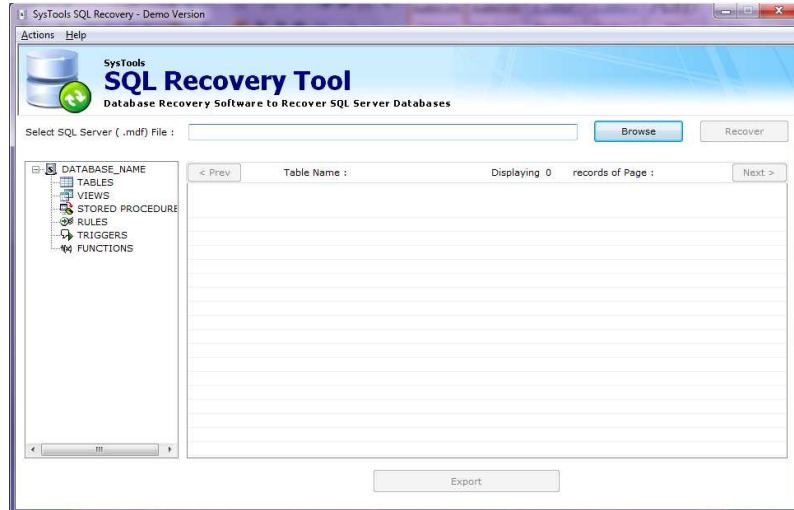 SysTools SQL Recovery - Demo Version
Actions Help
SysTools
SQL Recovery Tool
Database Recovery Software to Recover SQL Server Databases
Select SQL Server ( .mdf) File :
Browse
Recover
DATABASE_NAME
TABLES
VIEWS
STORED PROCEDURE
RULES
TRIGGERS
FUNCTIONS
< Prev
Table Name :
Displaying 0 records of Page :
Next >
Export